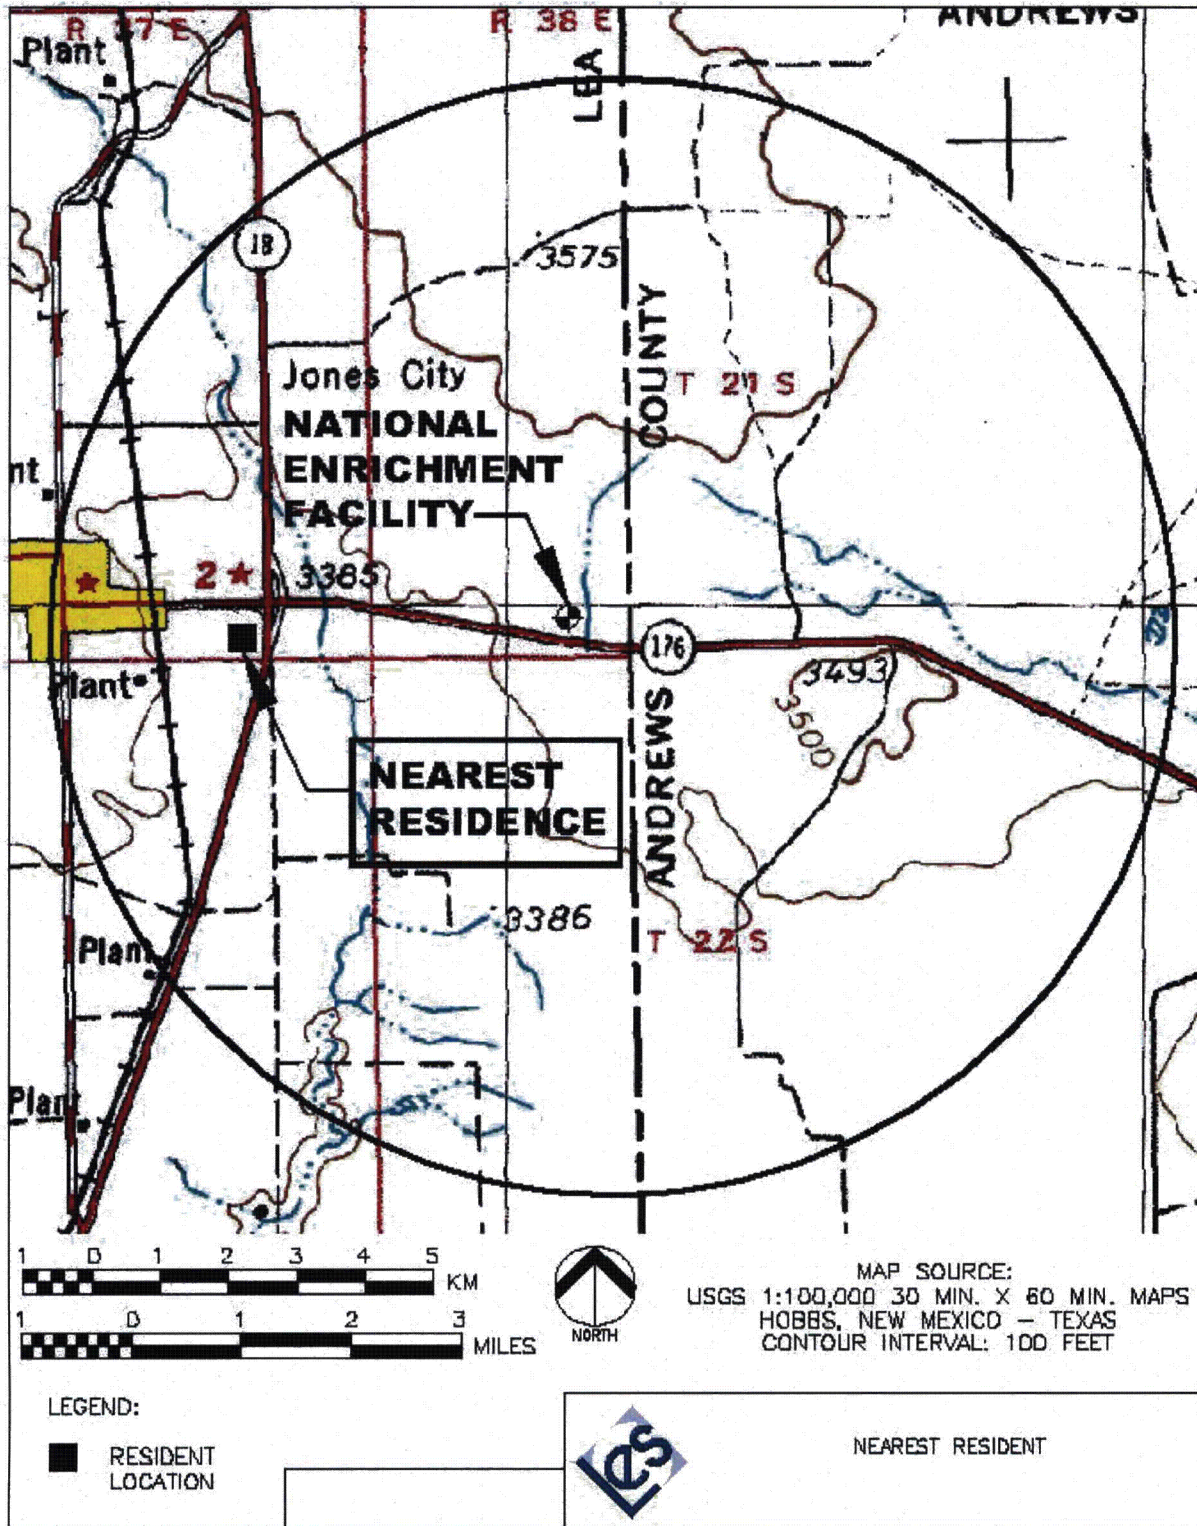 R 37 E
R 38 E
ANDREWS
Plant
LEA
18
3575
COUNTY
Jones City
T 21 S
NATIONAL
ENRICHMENT
FACILITY
nt
2
3385
176
Plant
3493
3500
ANDREWS
NEAREST
RESIDENCE
3386
T 22 S
Plant
Plant
1 0 1 2 3 4 5
KM
1 0 1 2 3
MILES
NORTH
MAP SOURCE:
USGS 1:100,000 30 MIN. X 60 MIN. MAPS
HOBBS, NEW MEXICO – TEXAS
CONTOUR INTERVAL: 100 FEET
LEGEND:
RESIDENT
LOCATION
LES
NEAREST RESIDENT